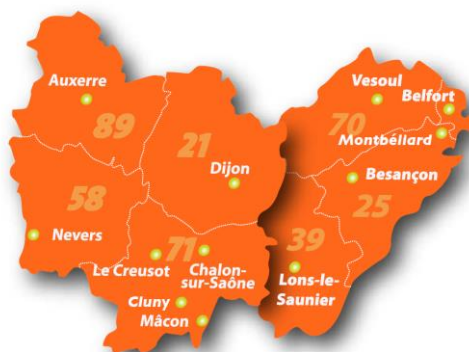 Auxerre
89
21
Dijon
58
Nevers
71
Le Creusot
Chalon-
sur-Saône
Cluny
Mâcon
Vesoul
Belfort
70
Montbéliard
Besançon
25
39
Lons-le-
Saunier